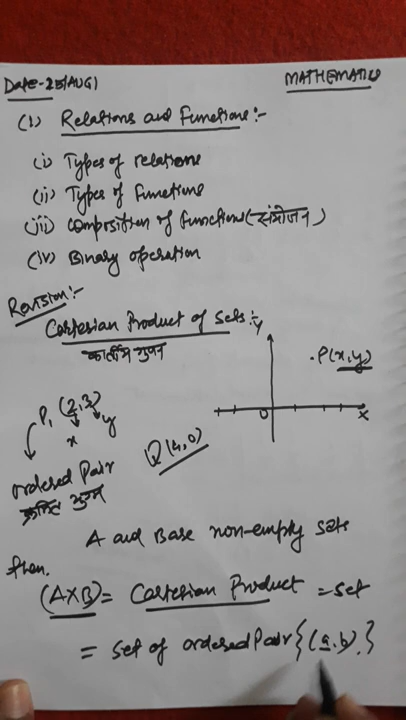 Date-25(AUG) MATHEMATICS
(1) Relations and Functions:-
(i) Types of relations
(ii) Types of Functions
(iii) Composition of Functions (संयोजन)
(iv) Binary operation
Revision:-
Cartesian Product of Sets:-
कार्तीय गुणन
Y
.P(x,y)
O X
P, (2,3)
x y
Q(4,0)
ordered Pair
क्रमित युग्म
A and B are non-empty sets
then.
(A×B) = Cartesian Product = set
= set of ordered Pair {(a,b).}